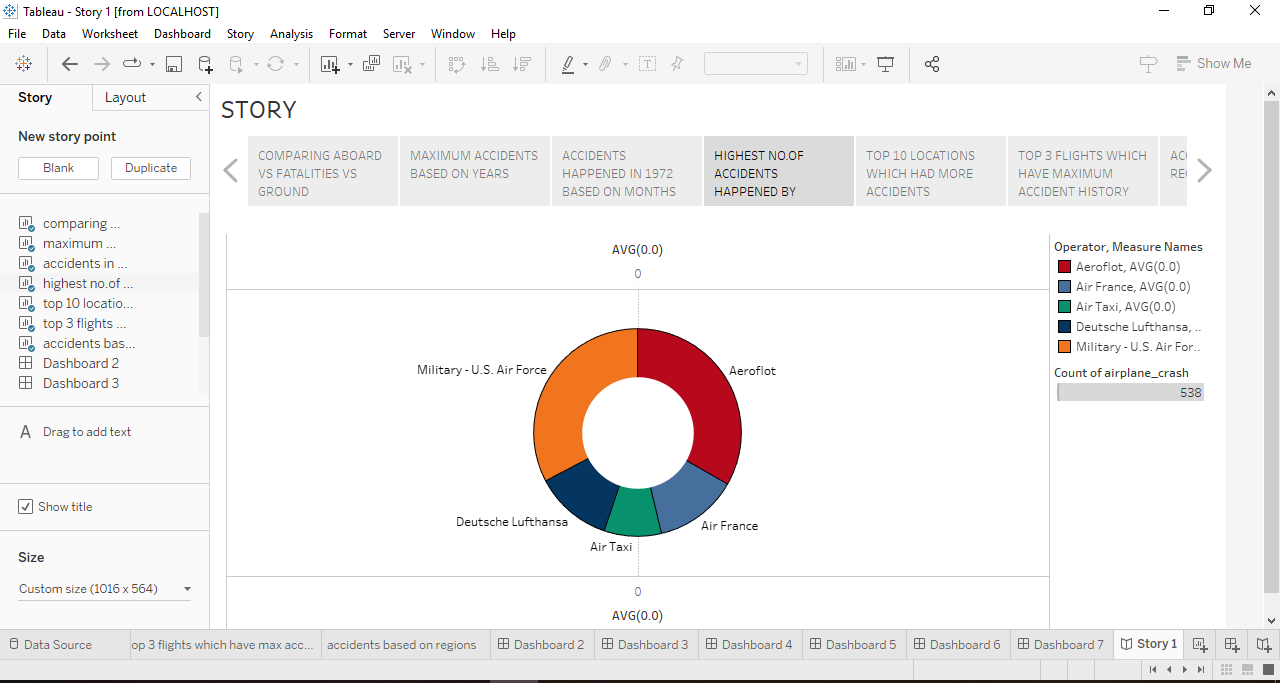 Tableau - Story 1 [from LOCALHOST]
File Data Worksheet Dashboard Story Analysis Format Server Window Help
Show Me
Story Layout
New story point
Blank Duplicate
comparing ...
maximum ...
accidents in ...
highest no.of ...
top 10 locatio...
top 3 flights ...
accidents bas...
Dashboard 2
Dashboard 3
A Drag to add text
Show title
Size
Custom size (1016 x 564)
STORY
COMPARING ABOARD
VS FATALITIES VS
GROUND
MAXIMUM ACCIDENTS
BASED ON YEARS
ACCIDENTS
HAPPENED IN 1972
BASED ON MONTHS
HIGHEST NO.OF
ACCIDENTS
HAPPENED BY
TOP 10 LOCATIONS
WHICH HAD MORE
ACCIDENTS
TOP 3 FLIGHTS WHICH
HAVE MAXIMUM
ACCIDENT HISTORY
AVG(0.0)
0
Military - U.S. Air Force
Aeroflot
Deutsche Lufthansa
Air France
Air Taxi
0
AVG(0.0)
Operator, Measure Names
Aeroflot, AVG(0.0)
Air France, AVG(0.0)
Air Taxi, AVG(0.0)
Deutsche Lufthansa, ..
Military - U.S. Air For..
Count of airplane_crash
538
Data Source op 3 flights which have max acc... accidents based on regions Dashboard 2 Dashboard 3 Dashboard 4 Dashboard 5 Dashboard 6 Dashboard 7 Story 1